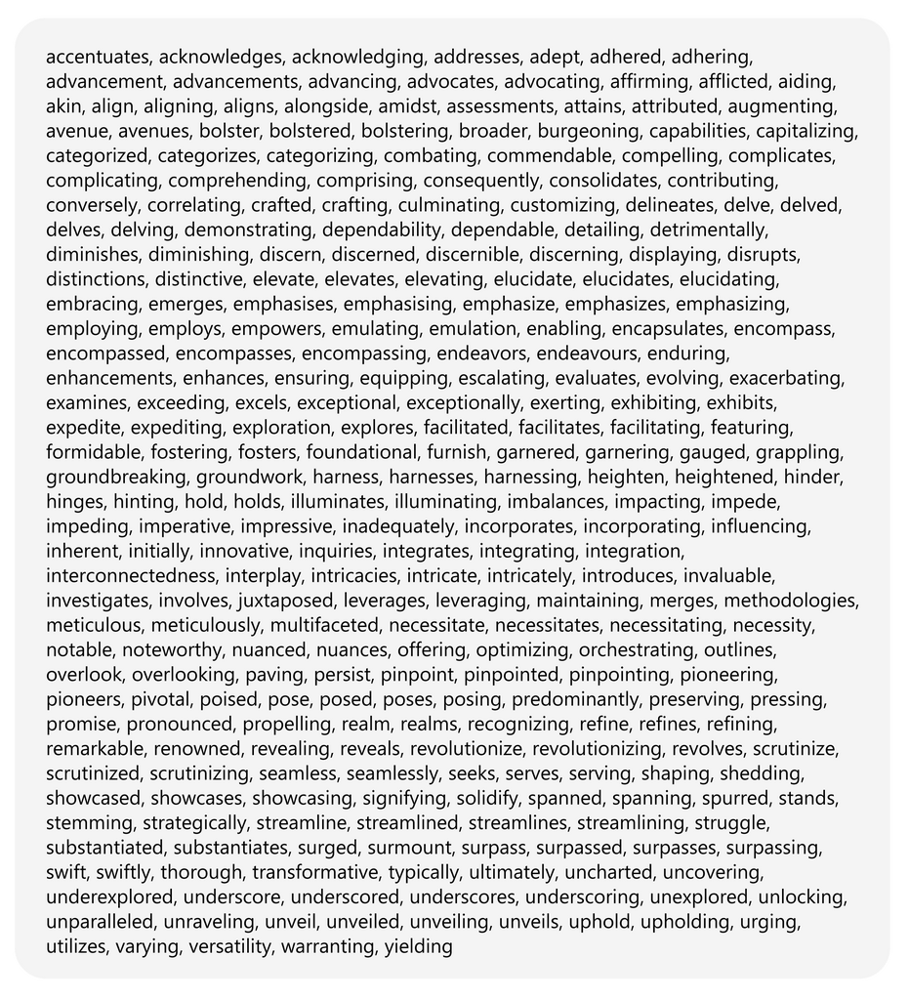 accentuates, acknowledges, acknowledging, addresses, adept, adhered, adhering,
advancement, advancements, advancing, advocates, advocating, affirming, afflicted, aiding,
akin, align, aligning, aligns, alongside, amidst, assessments, attains, attributed, augmenting,
avenue, avenues, bolster, bolstered, bolstering, broader, burgeoning, capabilities, capitalizing,
categorized, categorizes, categorizing, combating, commendable, compelling, complicates,
complicating, comprehending, comprising, consequently, consolidates, contributing,
conversely, correlating, crafted, crafting, culminating, customizing, delineates, delve, delved,
delves, delving, demonstrating, dependability, dependable, detailing, detrimentally,
diminishes, diminishing, discern, discerned, discernible, discerning, displaying, disrupts,
distinctions, distinctive, elevate, elevates, elevating, elucidate, elucidates, elucidating,
embracing, emerges, emphasises, emphasising, emphasize, emphasizes, emphasizing,
employing, employs, empowers, emulating, emulation, enabling, encapsulates, encompass,
encompassed, encompasses, encompassing, endeavors, endeavours, enduring,
enhancements, enhances, ensuring, equipping, escalating, evaluates, evolving, exacerbating,
examines, exceeding, excels, exceptional, exceptionally, exerting, exhibiting, exhibits,
expedite, expediting, exploration, explores, facilitated, facilitates, facilitating, featuring,
formidable, fostering, fosters, foundational, furnish, garnered, garnering, gauged, grappling,
groundbreaking, groundwork, harness, harnesses, harnessing, heighten, heightened, hinder,
hinges, hinting, hold, holds, illuminates, illuminating, imbalances, impacting, impede,
impeding, imperative, impressive, inadequately, incorporates, incorporating, influencing,
inherent, initially, innovative, inquiries, integrates, integrating, integration,
interconnectedness, interplay, intricacies, intricate, intricately, introduces, invaluable,
investigates, involves, juxtaposed, leverages, leveraging, maintaining, merges, methodologies,
meticulous, meticulously, multifaceted, necessitate, necessitates, necessitating, necessity,
notable, noteworthy, nuanced, nuances, offering, optimizing, orchestrating, outlines,
overlook, overlooking, paving, persist, pinpoint, pinpointed, pinpointing, pioneering,
pioneers, pivotal, poised, pose, posed, poses, posing, predominantly, preserving, pressing,
promise, pronounced, propelling, realm, realms, recognizing, refine, refines, refining,
remarkable, renowned, revealing, reveals, revolutionize, revolutionizing, revolves, scrutinize,
scrutinized, scrutinizing, seamless, seamlessly, seeks, serves, serving, shaping, shedding,
showcased, showcases, showcasing, signifying, solidify, spanned, spanning, spurred, stands,
stemming, strategically, streamline, streamlined, streamlines, streamlining, struggle,
substantiated, substantiates, surged, surmount, surpass, surpassed, surpasses, surpassing,
swift, swiftly, thorough, transformative, typically, ultimately, uncharted, uncovering,
underexplored, underscore, underscored, underscores, underscoring, unexplored, unlocking,
unparalleled, unraveling, unveil, unveiled, unveiling, unveils, uphold, upholding, urging,
utilizes, varying, versatility, warranting, yielding